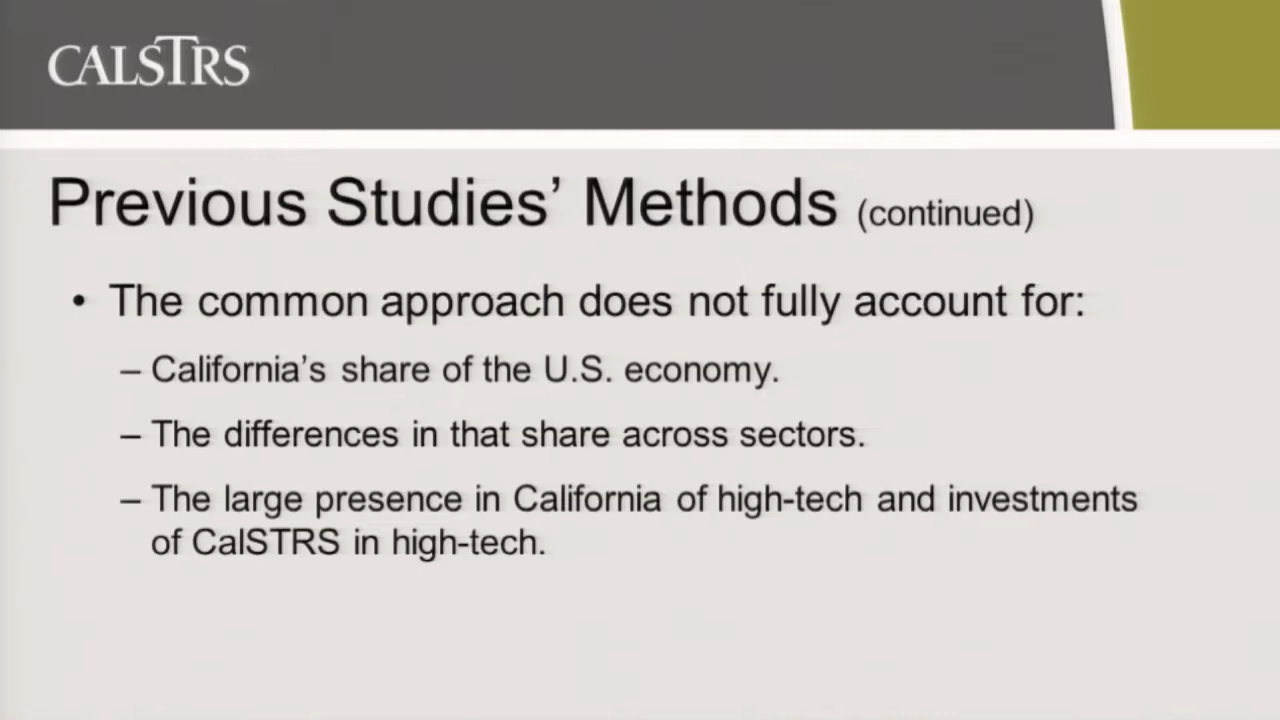 CALSTRS
Previous Studies’ Methods (continued)
• The common approach does not fully account for:
– California’s share of the U.S. economy.
– The differences in that share across sectors.
– The large presence in California of high-tech and investments
of CalSTRS in high-tech.